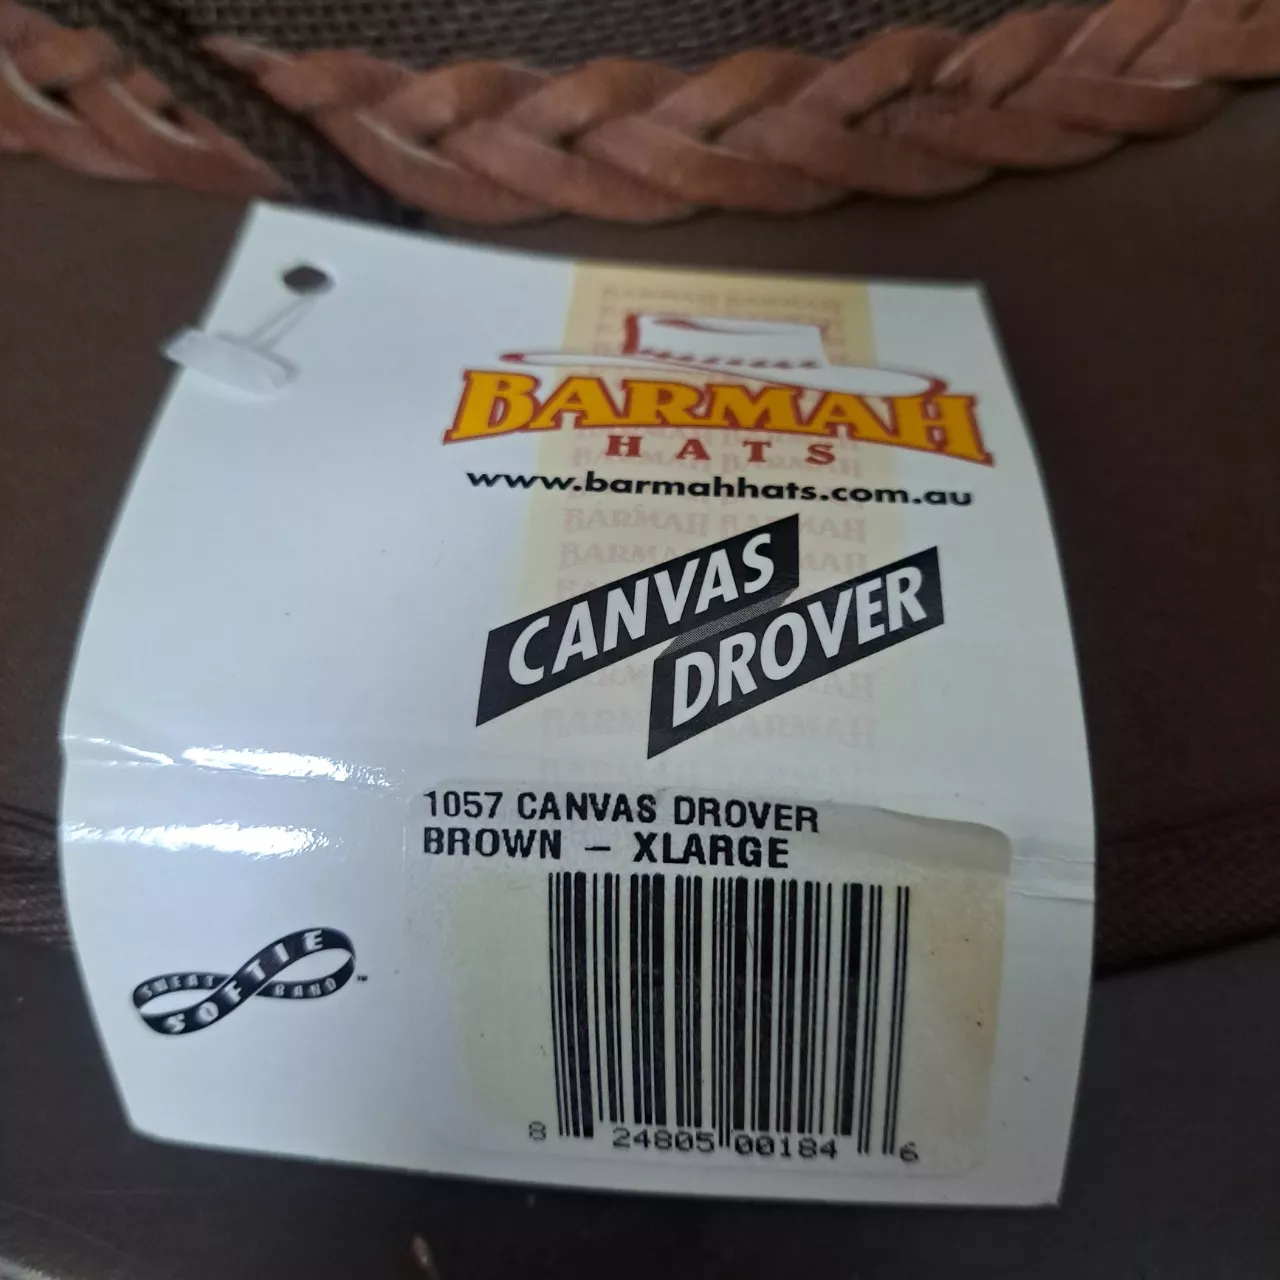 BARMAH
HATS
www.barmahhats.com.au
CANVAS
DROVER
1057 CANVAS DROVER
BROWN – XLARGE
SWEAT BAND
SOFTIE
™
8 24805 00184 6